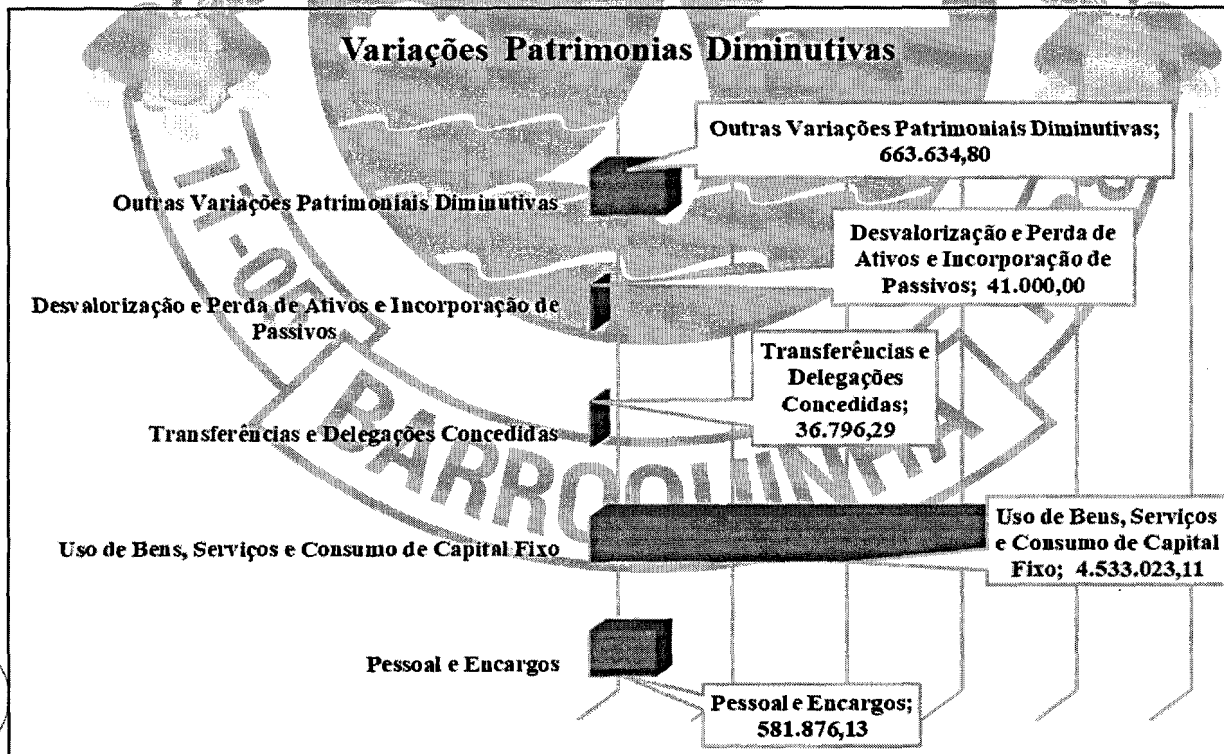 Variações Patrimonias Diminutivas
Outras Variações Patrimoniais Diminutivas;
663.634,80
Outras Variações Patrimoniais Diminutivas
Desvalorização e Perda de
Ativos e Incorporação de
Passivos; 41.000,00
Desvalorização e Perda de Ativos e Incorporação de
Passivos
Transferências e
Delegações
Concedidas;
36.796,29
Transferências e Delegações Concedidas
BARROQUINHA
Uso de Bens, Serviços
e Consumo de Capital
Fixo; 4.533.023,11
Uso de Bens, Serviços e Consumo de Capital Fixo
Pessoal e Encargos
Pessoal e Encargos;
581.876,13